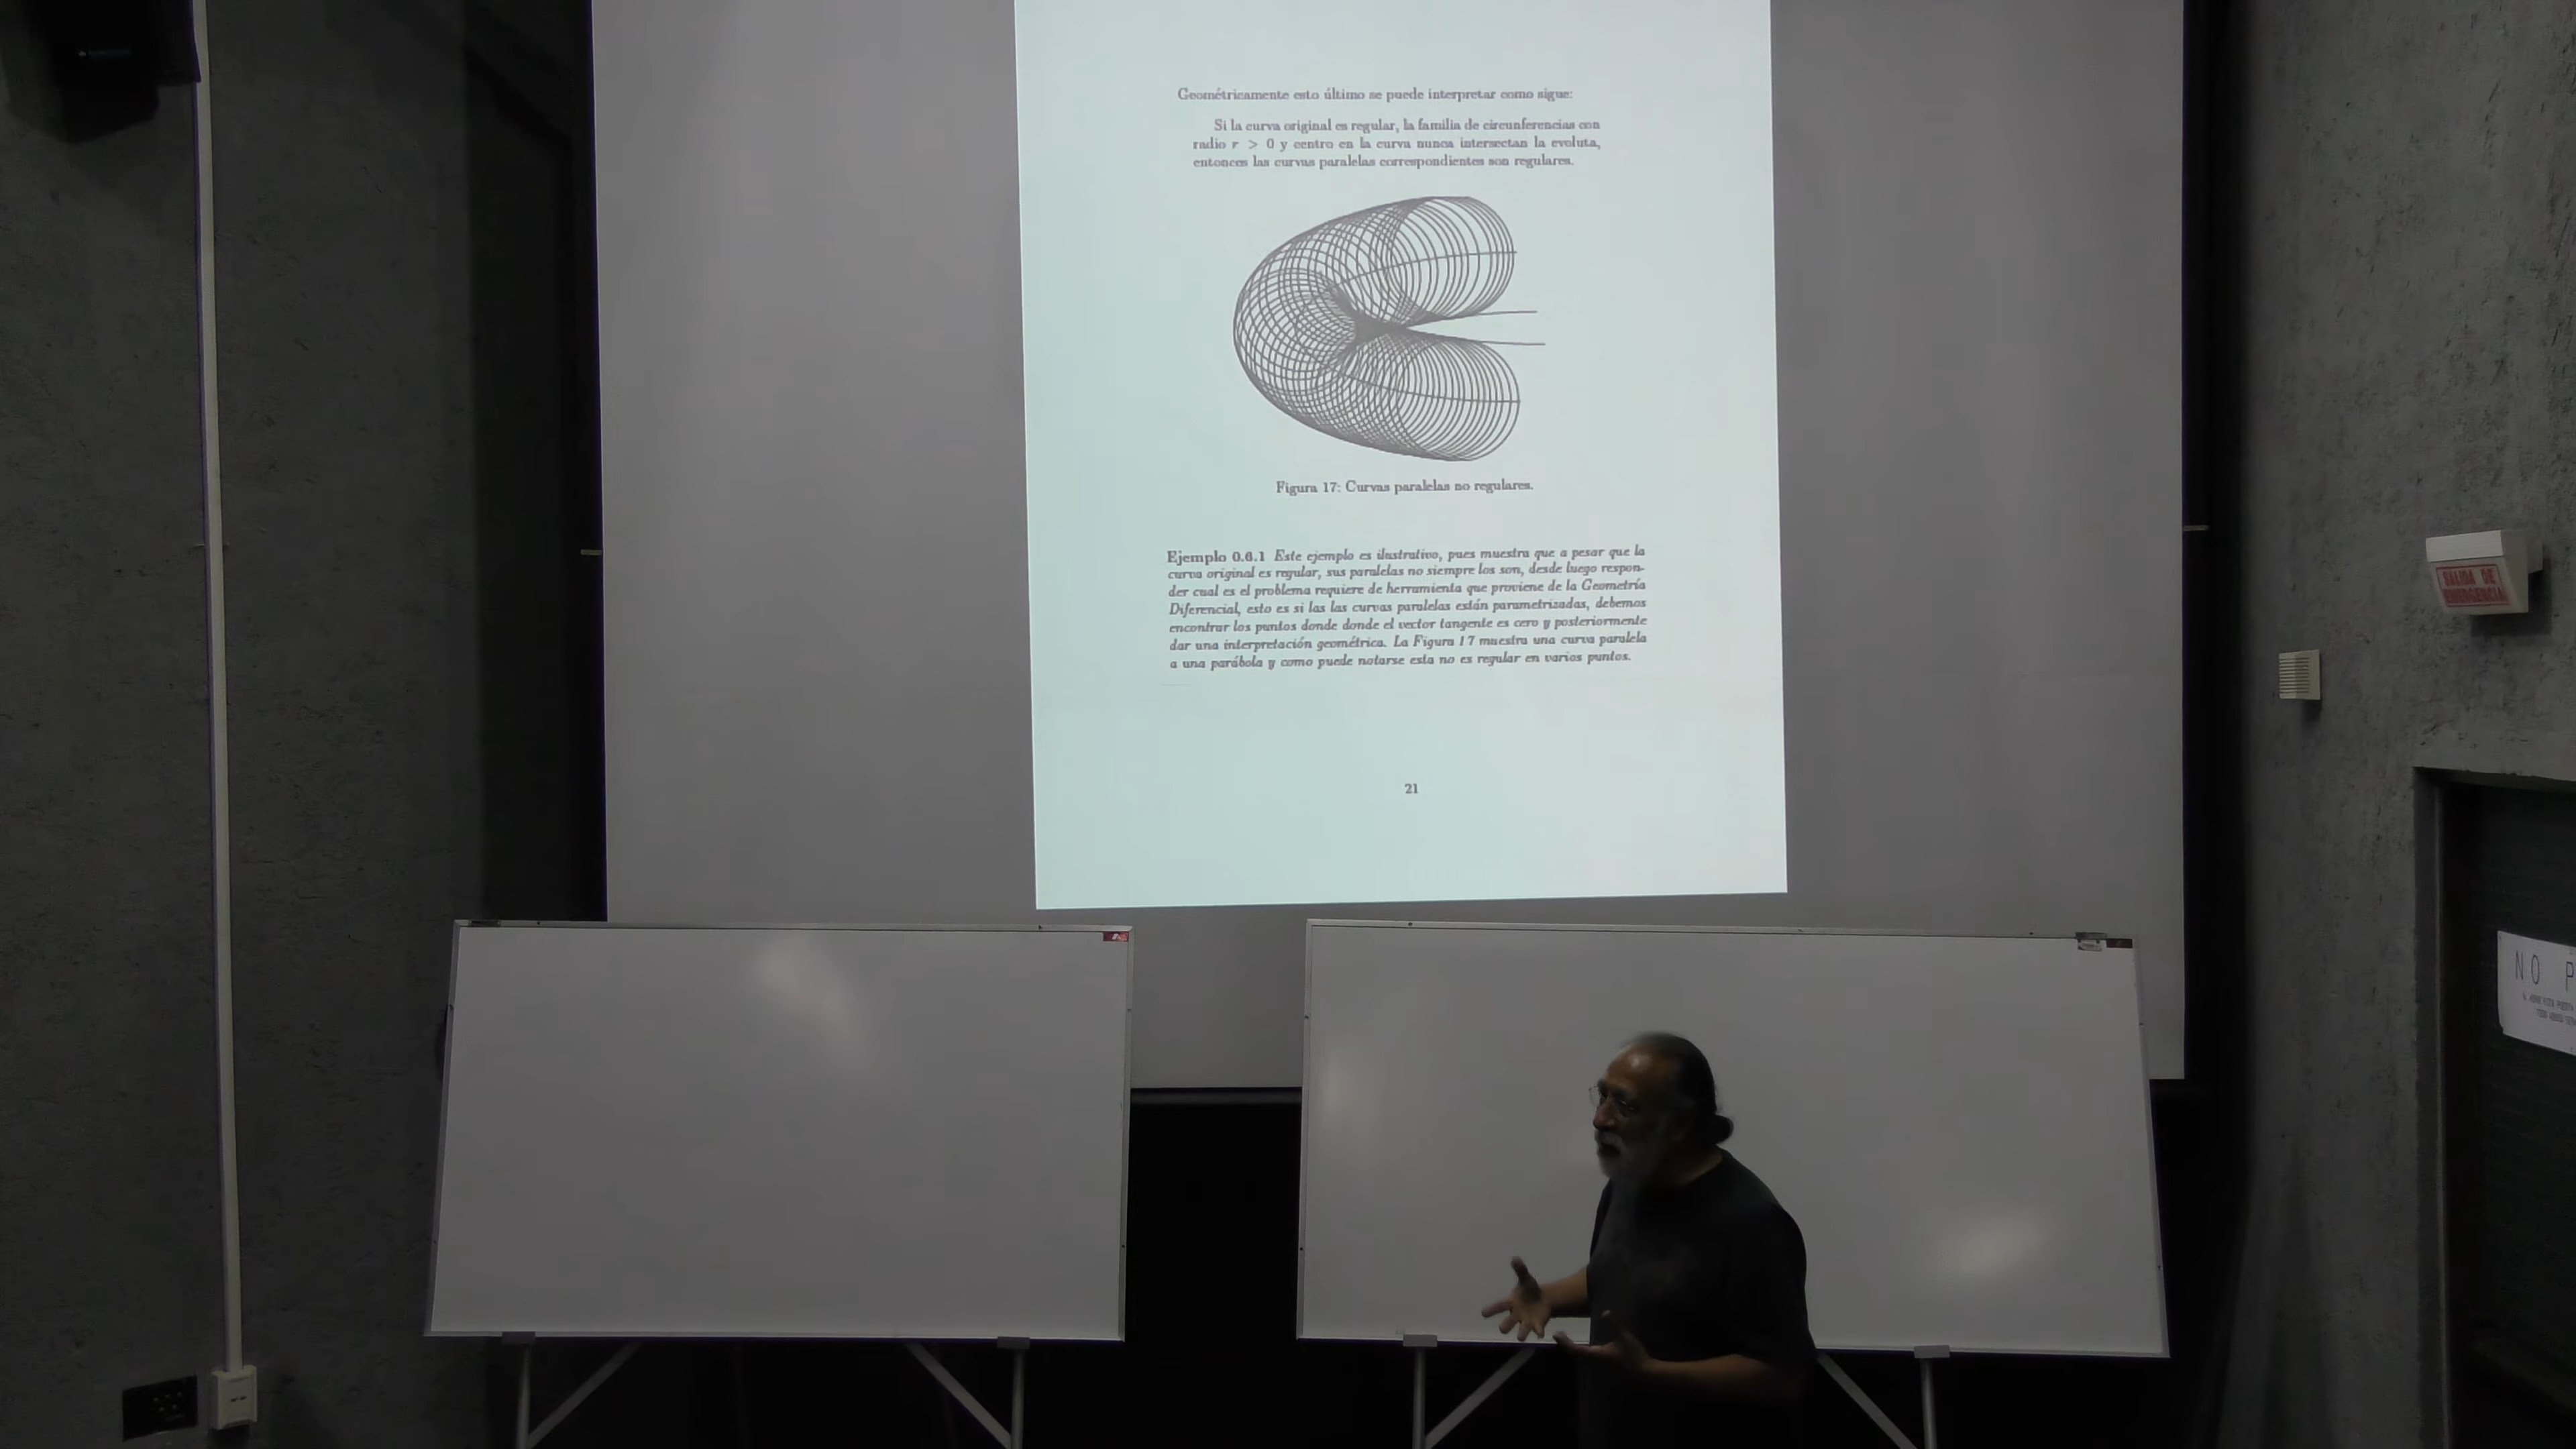 Geométricamente esto último se puede interpretar como sigue:
Si la curva original es regular, la familia de circunferencias con
radio r > 0 y centro en la curva nunca intersectan la evoluta,
entonces las curvas paralelas correspondientes son regulares.
Figura 17: Curvas paralelas no regulares.
Ejemplo 0.6.1 Este ejemplo es ilustrativo, pues muestra que a pesar que la
curva original es regular, sus paralelas no siempre los son, desde luego respon-
der cual es el problema requiere de herramienta que proviene de la Geometría
Diferencial, esto es si las las curvas paralelas están parametrizadas, debemos
encontrar los puntos donde donde el vector tangente es cero y posteriormente
dar una interpretación geométrica. La Figura 17 muestra una curva paralela
a una parábola y como puede notarse esta no es regular en varios puntos.
21
SALIDA DE
EMERGENCIA
NO P